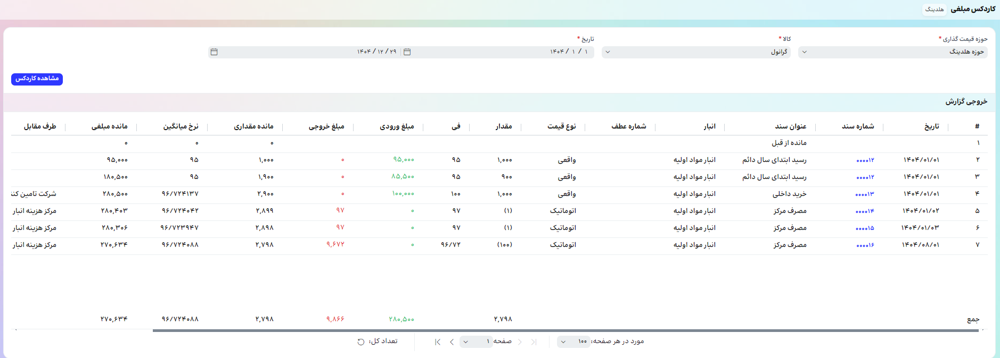 کاردکس مبلغی هلدینگ
حوزه قیمت گذاری * کالا * تاریخ *
حوزه هلدینگ گرانول ۱۴۰۴ / ۱ / ۱ ۱۴۰۴ / ۱۲ / ۲۹
مشاهده کاردکس
خروجی گزارش
# تاریخ شماره سند عنوان سند انبار شماره عطف نوع قیمت مقدار فی مبلغ ورودی مبلغ خروجی مانده مقداری نرخ میانگین مانده مبلغی طرف مقابل
۱ مانده از قبل ۰ ۰ ۰
۲ ۱۴۰۴/۰۱/۰۱ ۰۰۰۰۱۲ رسید ابتدای سال دائم انبار مواد اولیه واقعی ۱,۰۰۰ ۹۵ ۹۵,۰۰۰ ۰ ۱,۰۰۰ ۹۵ ۹۵,۰۰۰
۳ ۱۴۰۴/۰۱/۰۱ ۰۰۰۰۱۲ رسید ابتدای سال دائم انبار مواد اولیه واقعی ۹۰۰ ۹۵ ۸۵,۵۰۰ ۰ ۱,۹۰۰ ۹۵ ۱۸۰,۵۰۰
۴ ۱۴۰۴/۰۱/۰۱ ۰۰۰۰۱۳ خرید داخلی انبار مواد اولیه واقعی ۱,۰۰۰ ۱۰۰ ۱۰۰,۰۰۰ ۰ ۲,۹۰۰ ۹۶/۷۲۴۱۳۷ ۲۸۰,۵۰۰ شرکت تامین کنن
۵ ۱۴۰۴/۰۱/۰۲ ۰۰۰۰۱۴ مصرف مرکز انبار مواد اولیه اتوماتیک (۱) ۹۷ ۰ ۹۷ ۲,۸۹۹ ۹۶/۷۲۴۰۴۲ ۲۸۰,۴۰۳ مرکز هزینه انبار
۶ ۱۴۰۴/۰۱/۰۳ ۰۰۰۰۱۵ مصرف مرکز انبار مواد اولیه اتوماتیک (۱) ۹۷ ۰ ۹۷ ۲,۸۹۸ ۹۶/۷۲۳۹۴۷ ۲۸۰,۳۰۶ مرکز هزینه انبار
۷ ۱۴۰۴/۰۸/۰۱ ۰۰۰۰۱۶ مصرف مرکز انبار مواد اولیه اتوماتیک (۱۰۰) ۹۶/۷۲ ۰ ۹,۶۷۲ ۲,۷۹۸ ۹۶/۷۲۴۰۸۸ ۲۷۰,۶۳۴ مرکز هزینه انبار
جمع ۲,۷۹۸ ۲۸۰,۵۰۰ ۹,۸۶۶ ۲,۷۹۸ ۹۶/۷۲۴۰۸۸ ۲۷۰,۶۳۴
مورد در هر صفحه: ۱۰۰ صفحه ۱ تعداد کل: